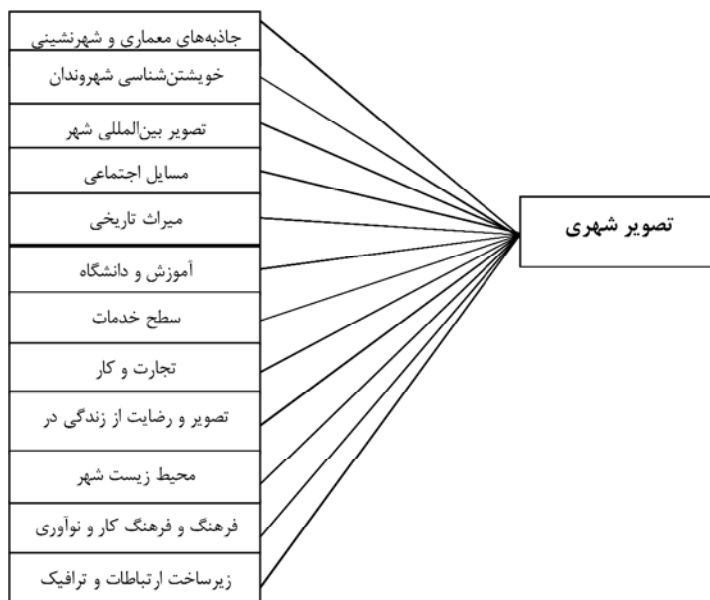 جاذبه‌های معماری و شهرنشینی
خویشتن‌شناسی شهروندان
تصویر بین‌المللی شهر
مسایل اجتماعی
میراث تاریخی
تصویر شهری
آموزش و دانشگاه
سطح خدمات
تجارت و کار
تصویر و رضایت از زندگی در
محیط زیست شهر
فرهنگ و فرهنگ کار و نوآوری
زیرساخت ارتباطات و ترافیک